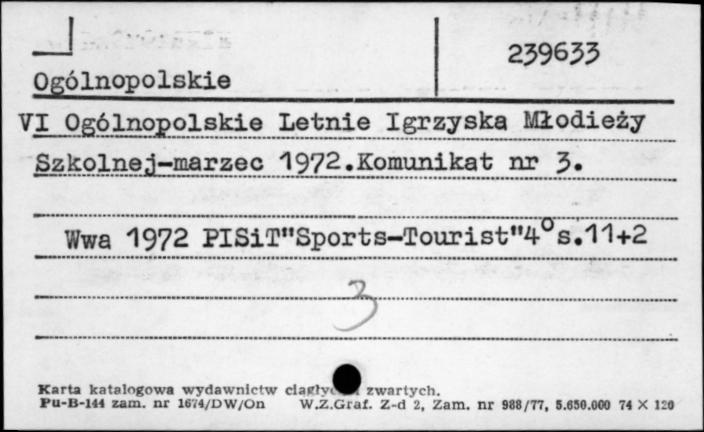 239633
Ogólnopolskie
VI Ogólnopolskie Letnie Igrzyska Młodzieży
Szkolnej-marzec 1972.Komunikat nr 3.
Wwa 1972 PISiT"Sports-Tourist"4°s.11+2
3
Karta katalogowa wydawnictw zwartych.
Pu-B-144 zam. nr 1674/DW/On W.Z.Graf. Z-d 2, Zam. nr 988/77, 5.650.000 74 X 120